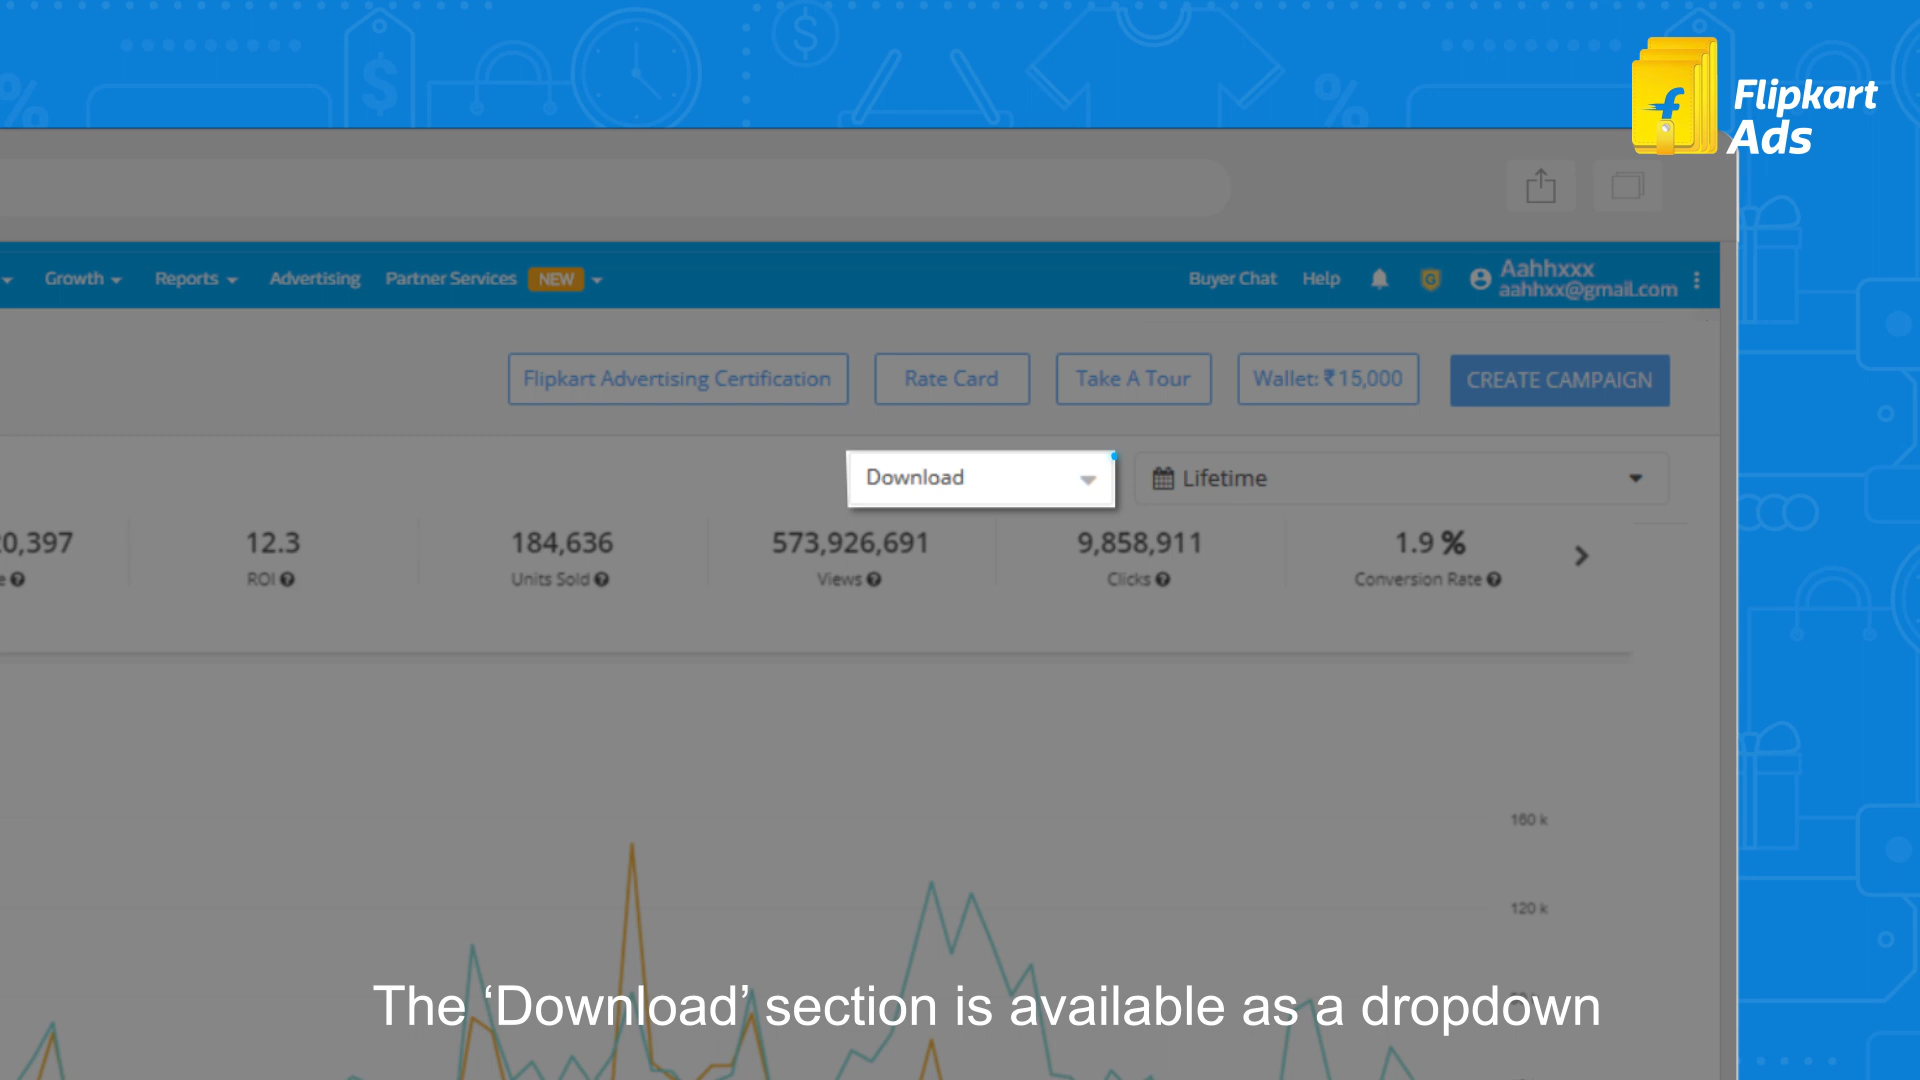 Flipkart
Ads
Growth Reports Advertising Partner Services NEW Buyer Chat Help
Aahhxxx
aahhxx@gmail.com
Flipkart Advertising Certification Rate Card Take A Tour Wallet: ₹15,000 CREATE CAMPAIGN
Download Lifetime
0,397 12.3 184,636 573,926,691 9,858,911 1.9 %
e ROI Units Sold Views Clicks Conversion Rate
160 k
120 k
The ‘Download’ section is available as a dropdown